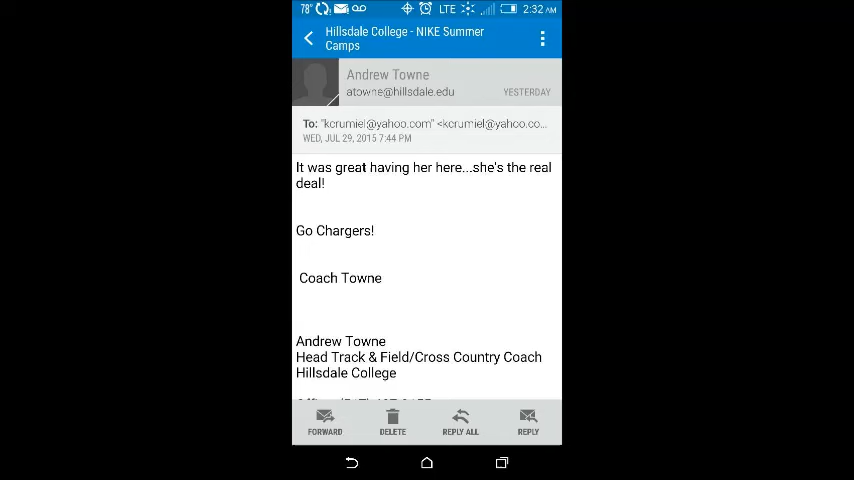 78° LTE 2:32 AM
Hillsdale College - NIKE Summer
Camps
Andrew Towne
atowne@hillsdale.edu YESTERDAY
To: "kcrumiel@yahoo.com" <kcrumiel@yahoo.co...
WED, JUL 29, 2015 7:44 PM
It was great having her here...she's the real
deal!
Go Chargers!
Coach Towne
Andrew Towne
Head Track & Field/Cross Country Coach
Hillsdale College
FORWARD DELETE REPLY ALL REPLY